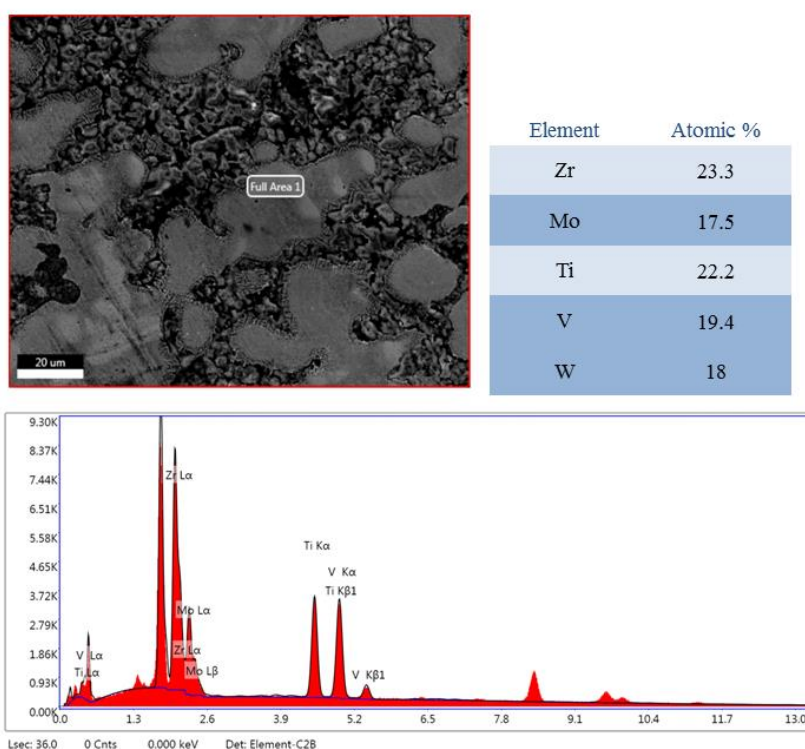 Full Area 1
20 um
Element Atomic %
Zr 23.3
Mo 17.5
Ti 22.2
V 19.4
W 18
9.30K
8.37K
7.44K
6.51K
5.58K
4.65K
3.72K
2.79K
1.86K
0.93K
0.00K
Zr Lα
Ti Kα
V Kα
Ti Kβ1
Mo Lα
Zr Lα
Mo Lβ
V Lα
Ti Lα
V Kβ1
0.0 1.3 2.6 3.9 5.2 6.5 7.8 9.1 10.4 11.7 13.0
Lsec: 36.0 0 Cnts 0.000 keV Det: Element-C2B